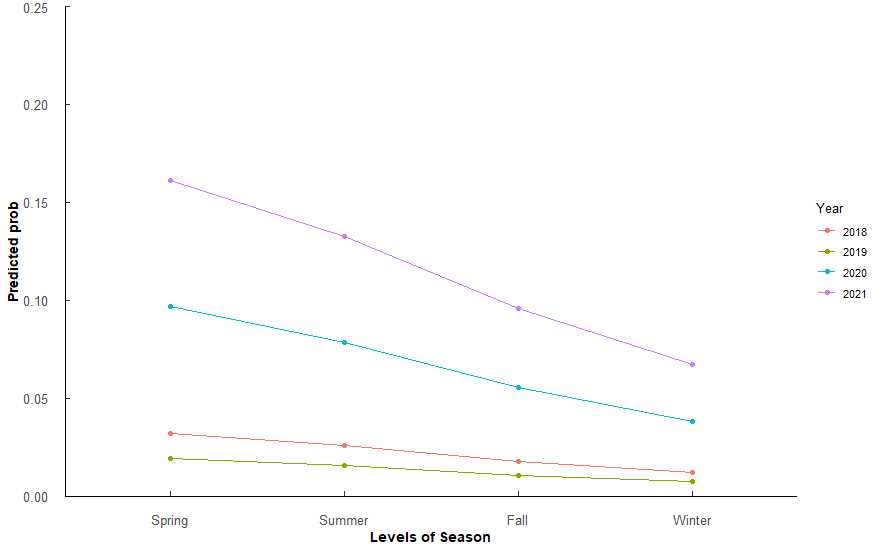 0.25
0.20
0.15
0.10
0.05
0.00
Predicted prob
Spring Summer Fall Winter
Levels of Season
Year
2018
2019
2020
2021